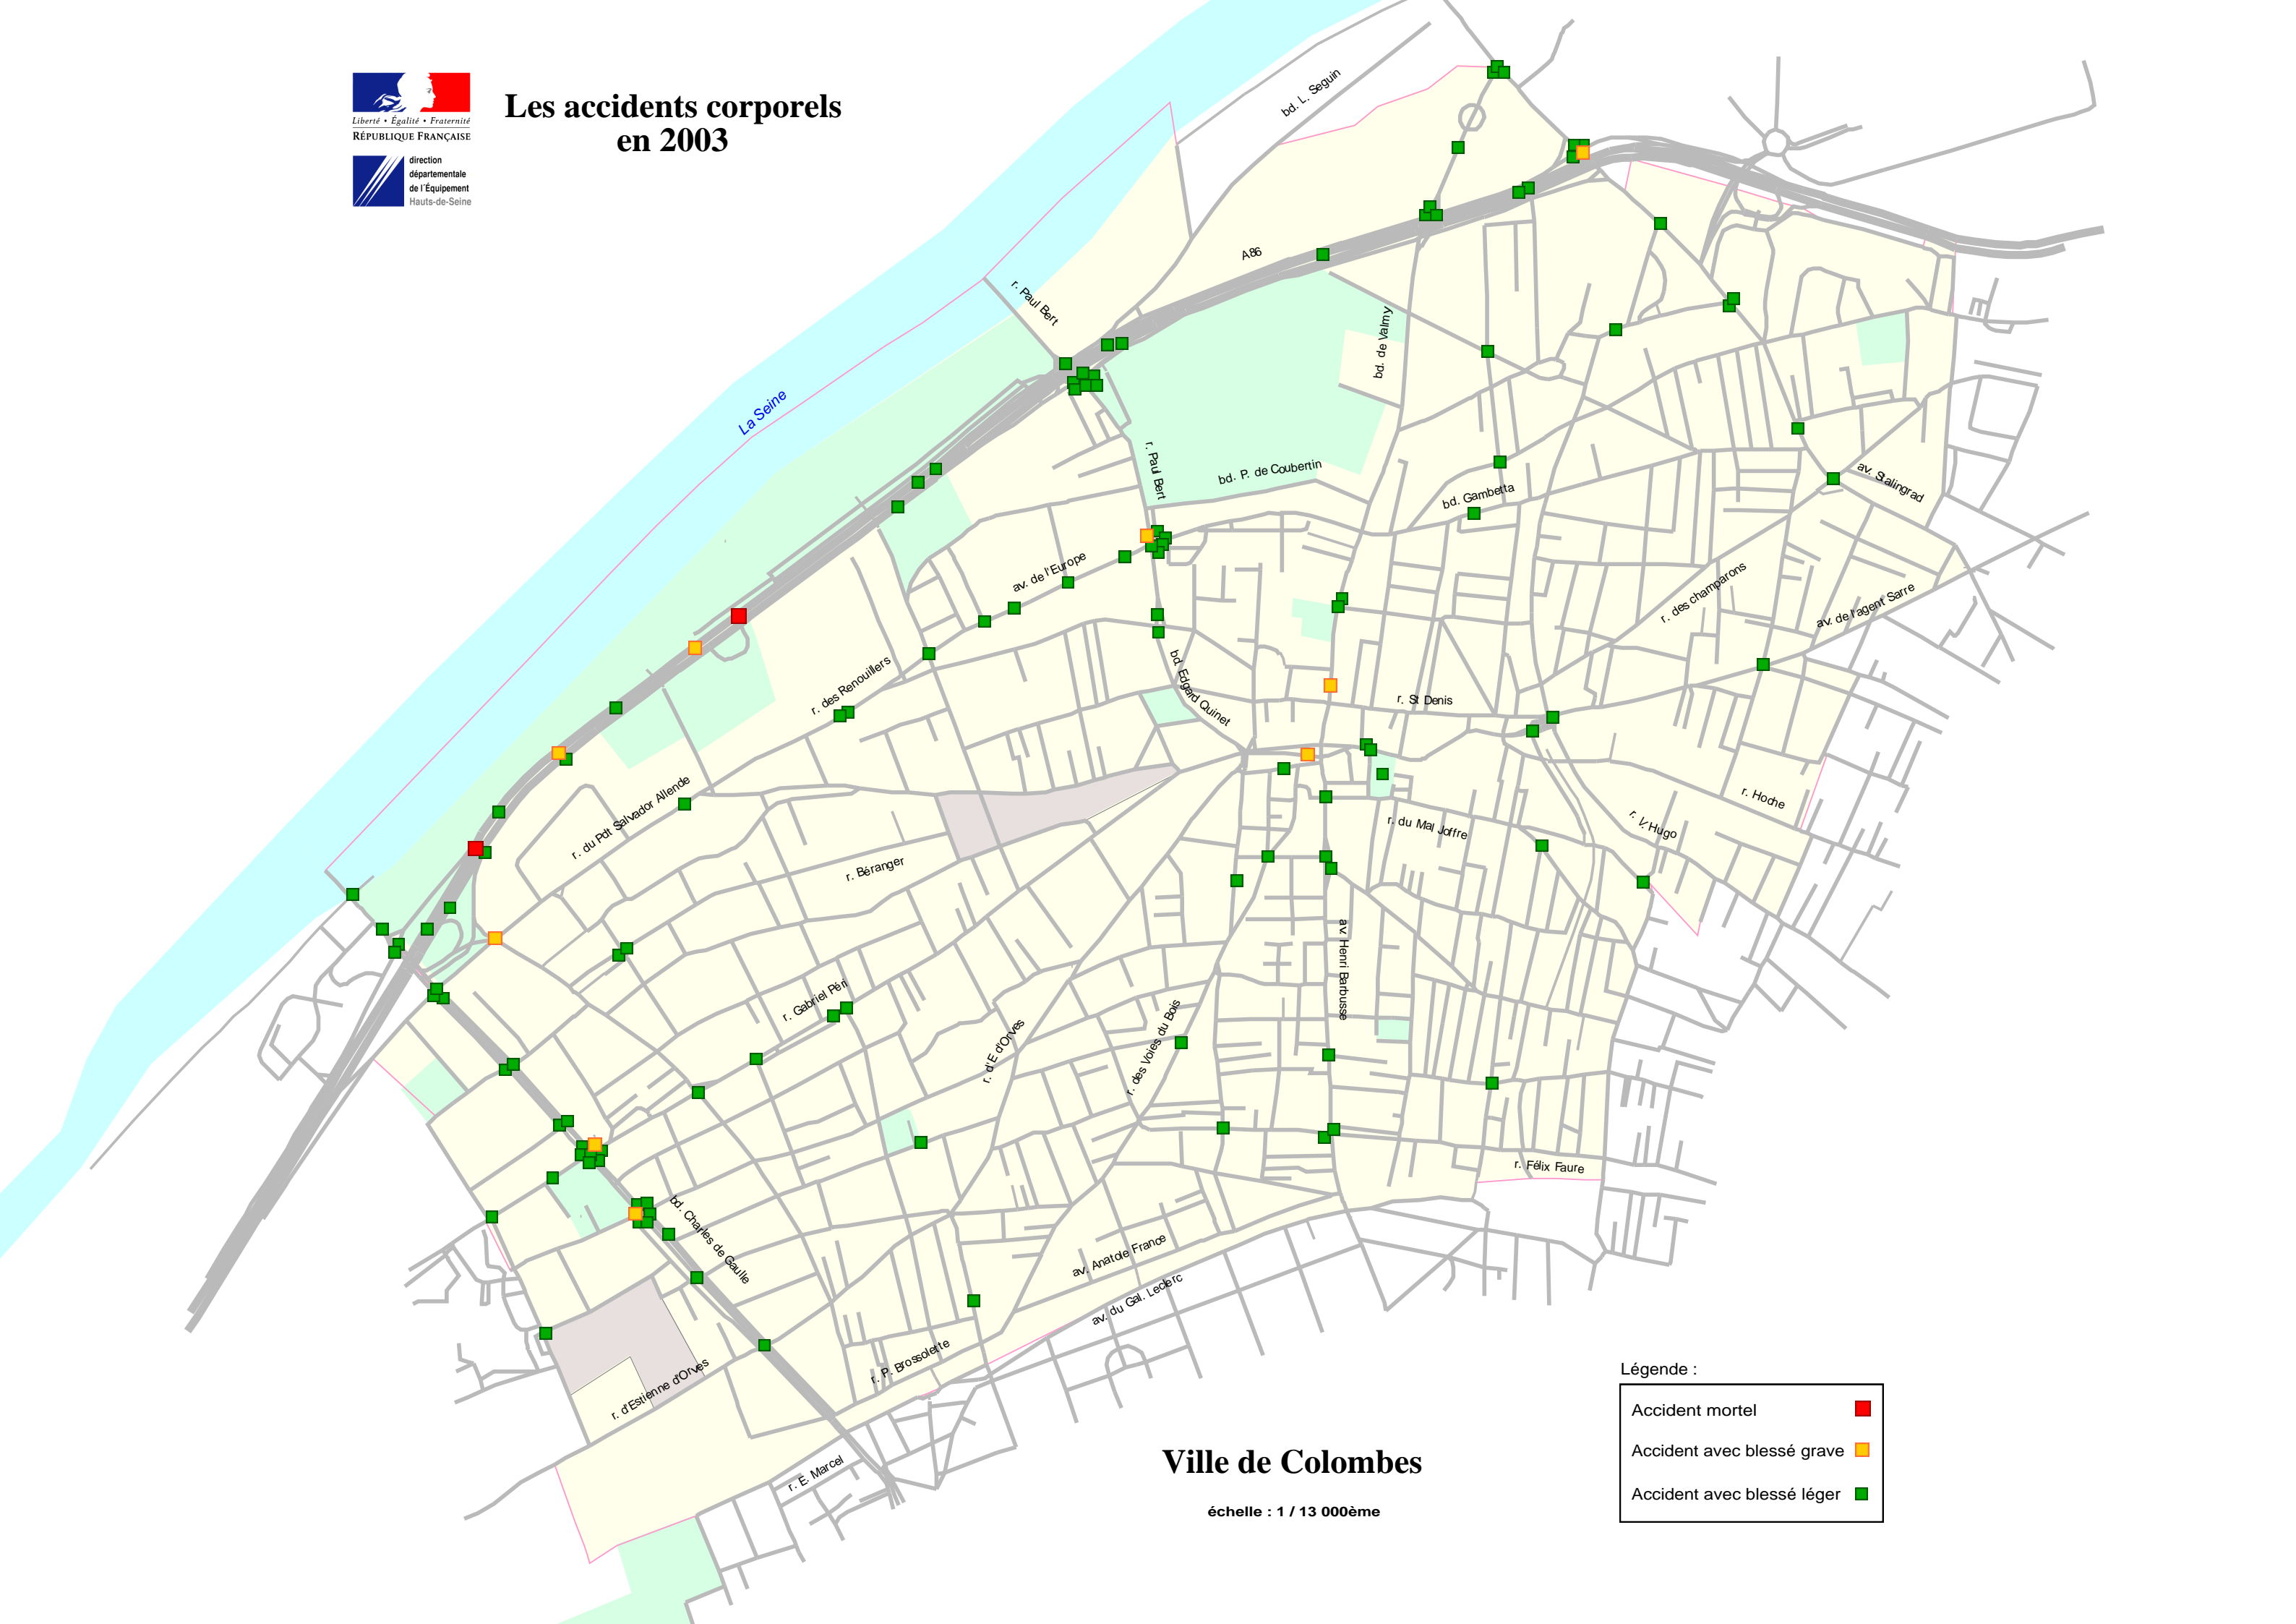 Les accidents corporels
en 2003
Liberté • Égalité • Fraternité
RÉPUBLIQUE FRANÇAISE
direction
départementale
de l'Équipement
Hauts-de-Seine
bd. L. Seguin
A86
r. Paul Bert
bd. de Valmy
La Seine
r. Paul Bert
bd. P. de Coubertin
bd. Gambetta
av. Stalingrad
av. de l'Europe
r. des champarons
av. de l'agent Sarre
r. des Renouillers
bd. Edgard Quinet
r. St Denis
r. du Pdt Salvador Allende
r. Hoche
r. V. Hugo
r. du Mal Joffre
r. Béranger
av. Henri Barbusse
r. Gabriel Péri
r. d'E d'Orves
r. des Voies du Bois
r. Félix Faure
bd. Charles de Gaulle
av. Anatole France
av. du Gal. Leclerc
r. P. Brossolette
r. d'Estienne d'Orves
r. E. Marcel
Légende :
Accident mortel
Accident avec blessé grave
Accident avec blessé léger
Ville de Colombes
échelle : 1 / 13 000ème